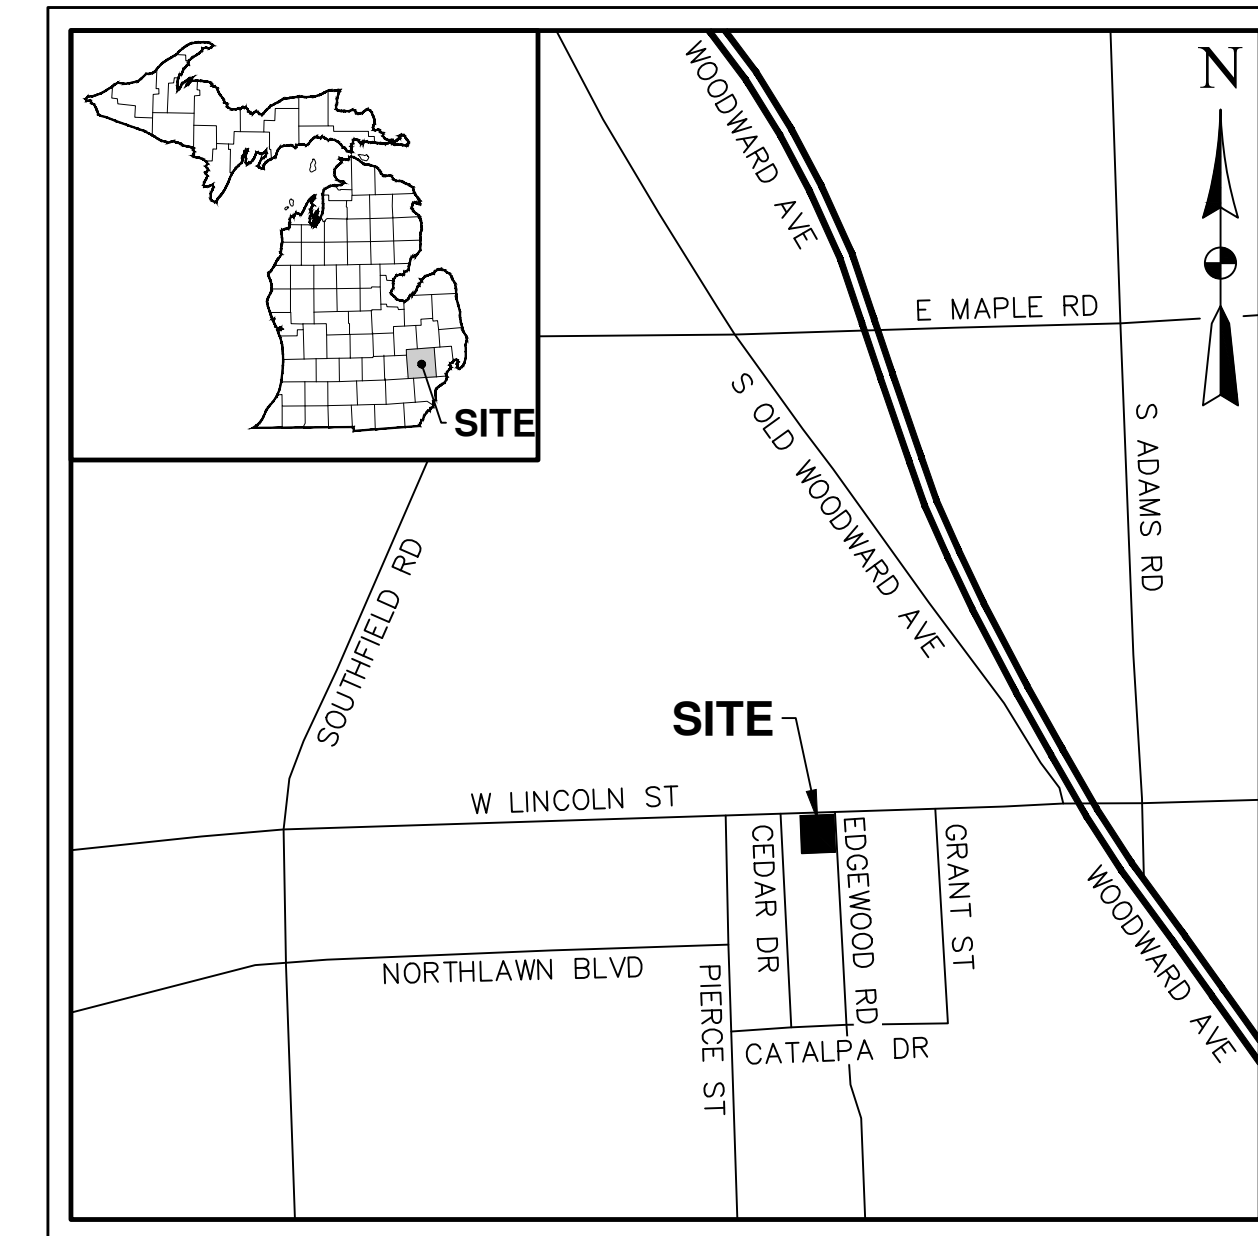 N
WOODWARD AVE
E MAPLE RD
S OLD WOODWARD AVE
S ADAMS RD
SITE
SOUTHFIELD RD
SITE
W LINCOLN ST
CEDAR DR
EDGEWOOD RD
GRANT ST
WOODWARD AVE
NORTHLAWN BLVD
PIERCE ST
CATALPA DR